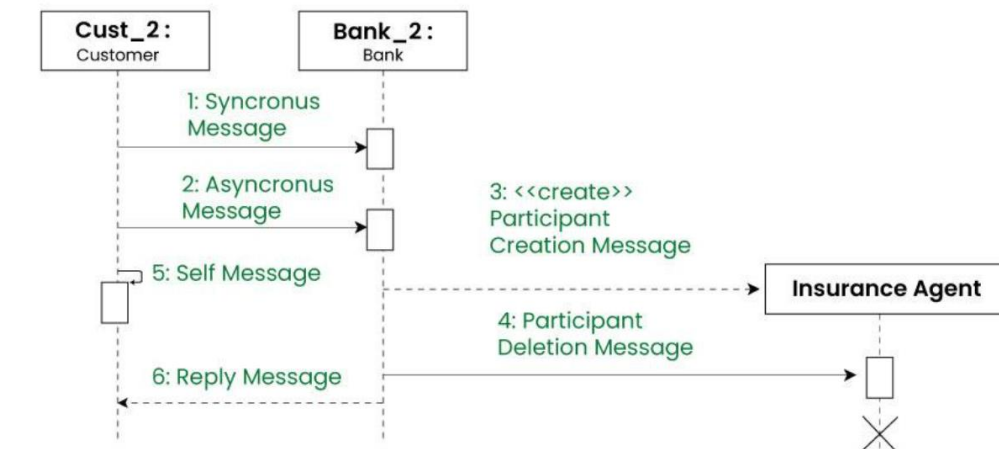 Cust_2:
Customer
Bank_2:
Bank
1: Syncronus
Message
2: Asyncronus
Message
3: <<create>>
Participant
Creation Message
5: Self Message
Insurance Agent
4: Participant
Deletion Message
6: Reply Message